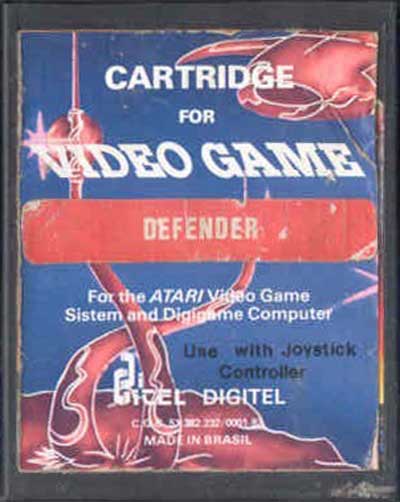 CARTRIDGE
FOR
VIDEO GAME
DEFENDER
For the ATARI Video Game
Sistem and Digigame Computer
Use with Joystick
Controller
DIGITEL
MADE IN BRASIL